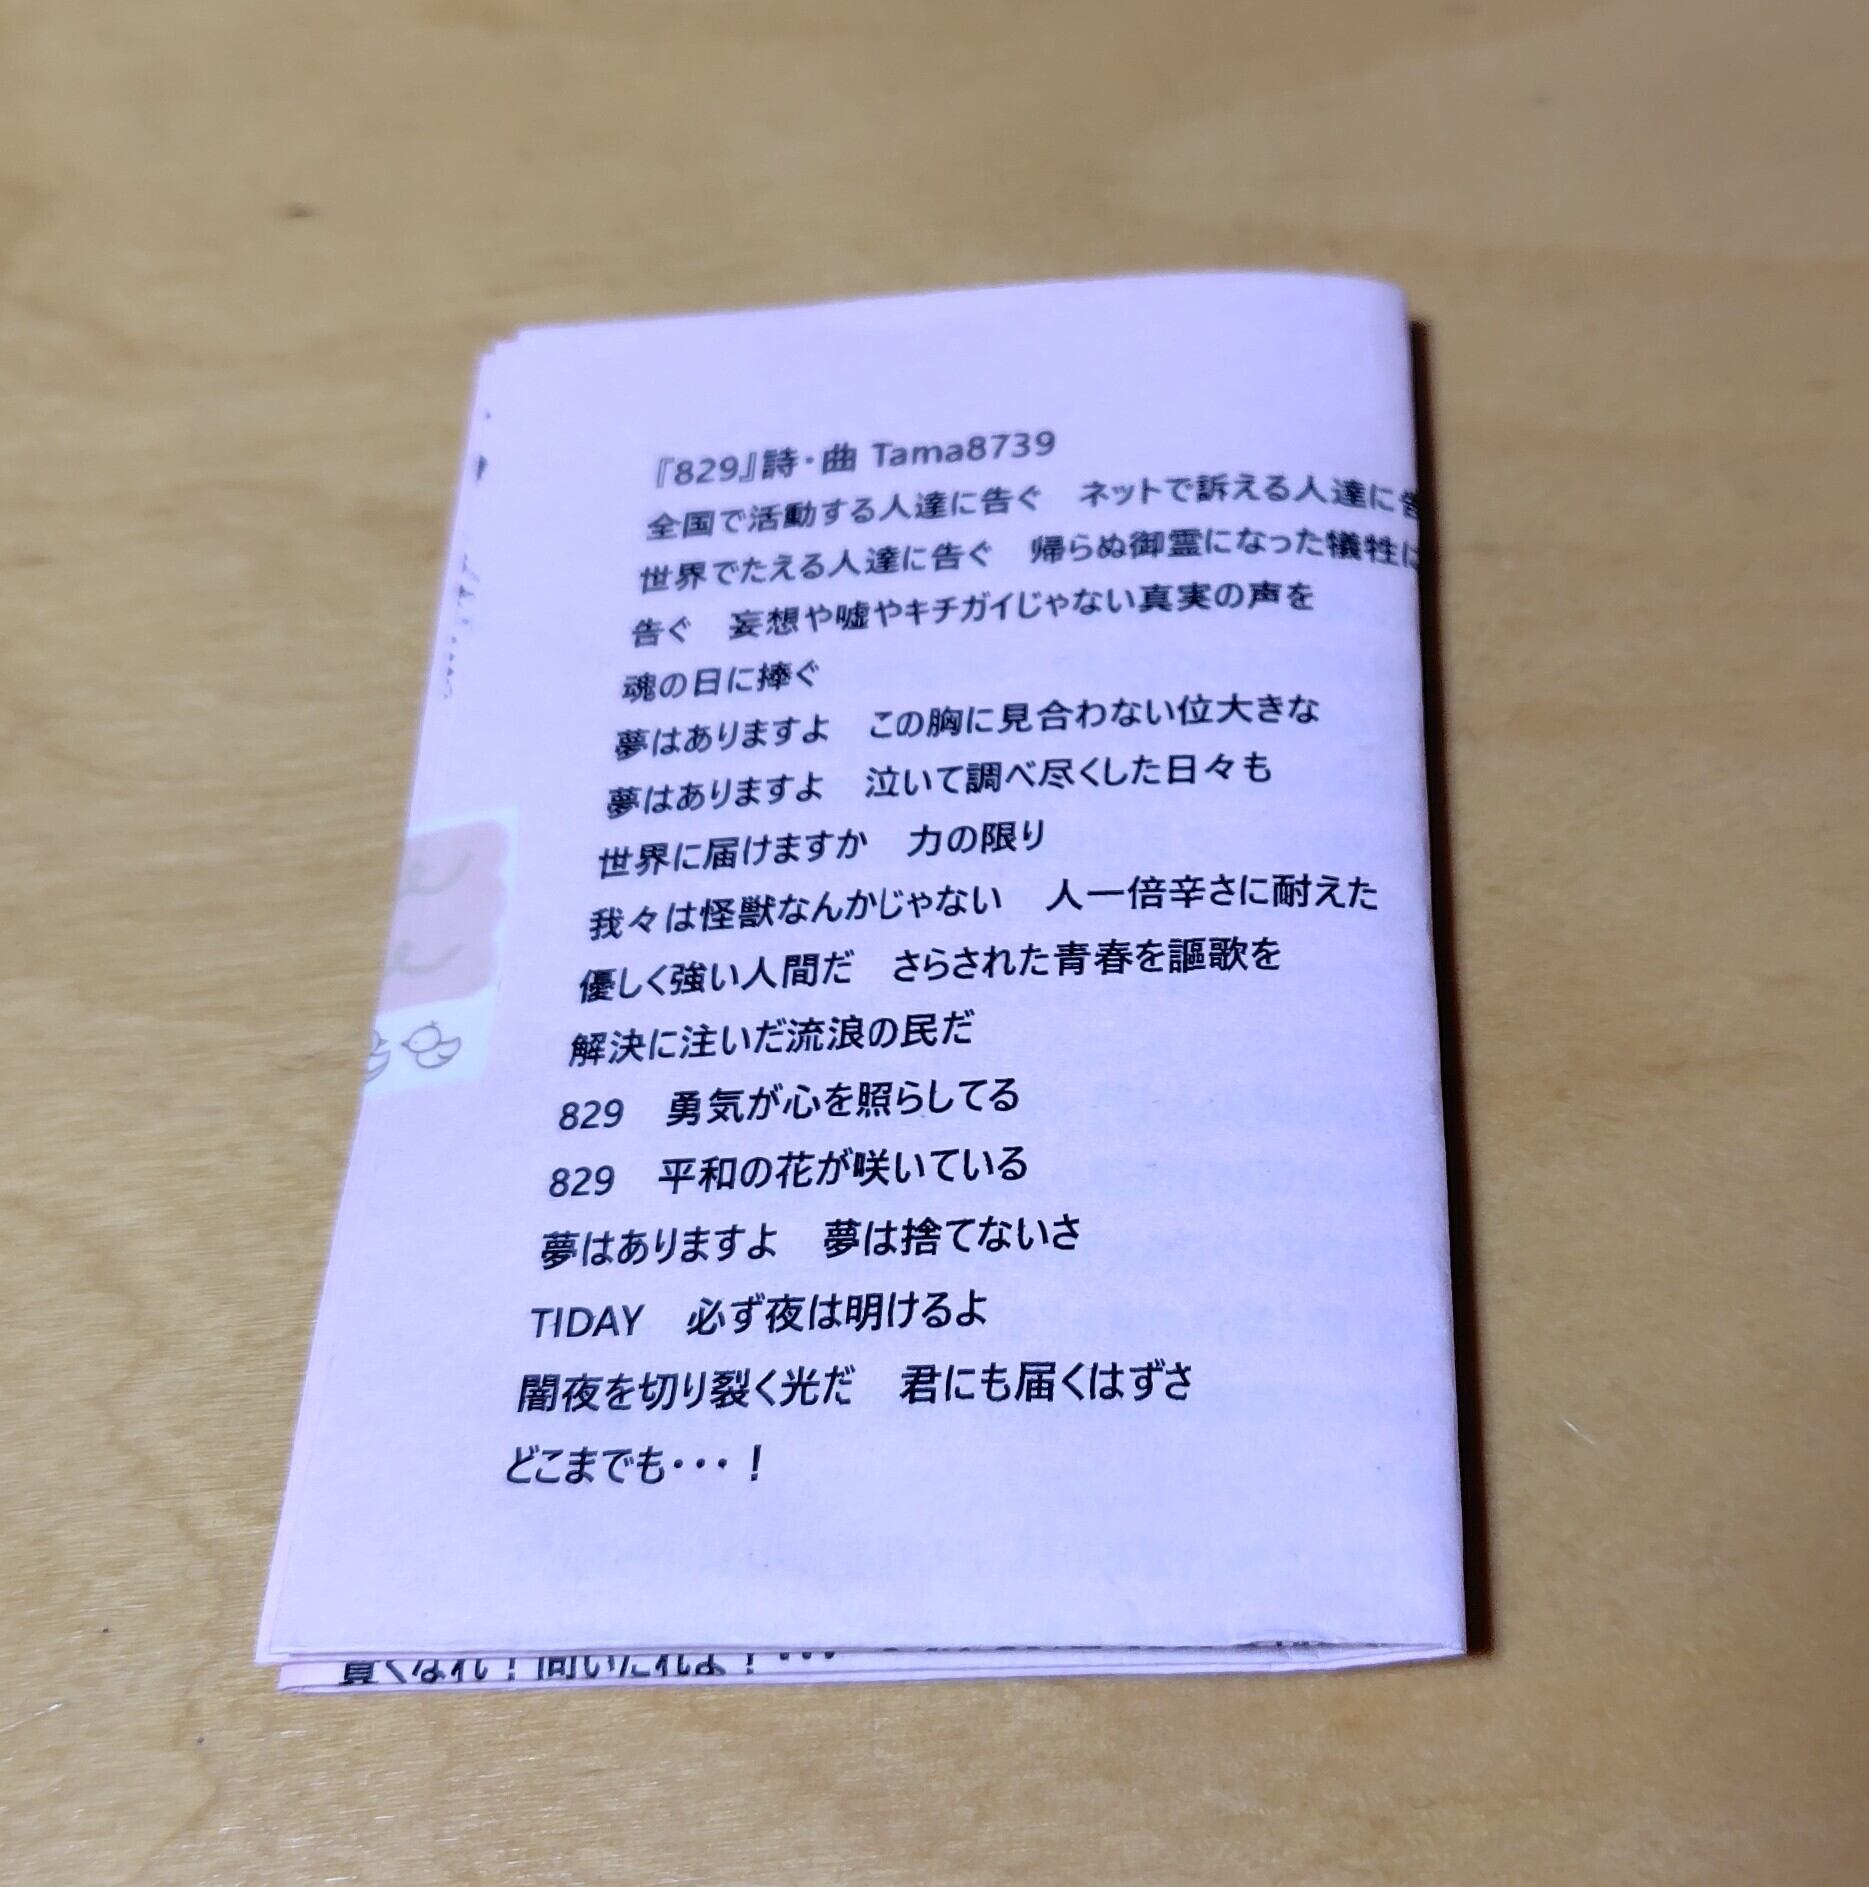 『829』詩・曲 Tama8739
全国で活動する人達に告ぐ　ネットで訴える人達に告
世界でたえる人達に告ぐ　帰らぬ御霊になった犠牲は
告ぐ　妄想や嘘やキチガイじゃない真実の声を
魂の日に捧ぐ
夢はありますよ　この胸に見合わない位大きな
夢はありますよ　泣いて調べ尽くした日々も
世界に届けますか　力の限り
我々は怪獣なんかじゃない　人一倍辛さに耐えた
優しく強い人間だ　さらされた青春を謳歌を
解決に注いだ流浪の民だ
829　勇気が心を照らしてる
829　平和の花が咲いている
夢はありますよ　夢は捨てないさ
TIDAY　必ず夜は明けるよ
闇夜を切り裂く光だ　君にも届くはずさ
どこまでも・・・！